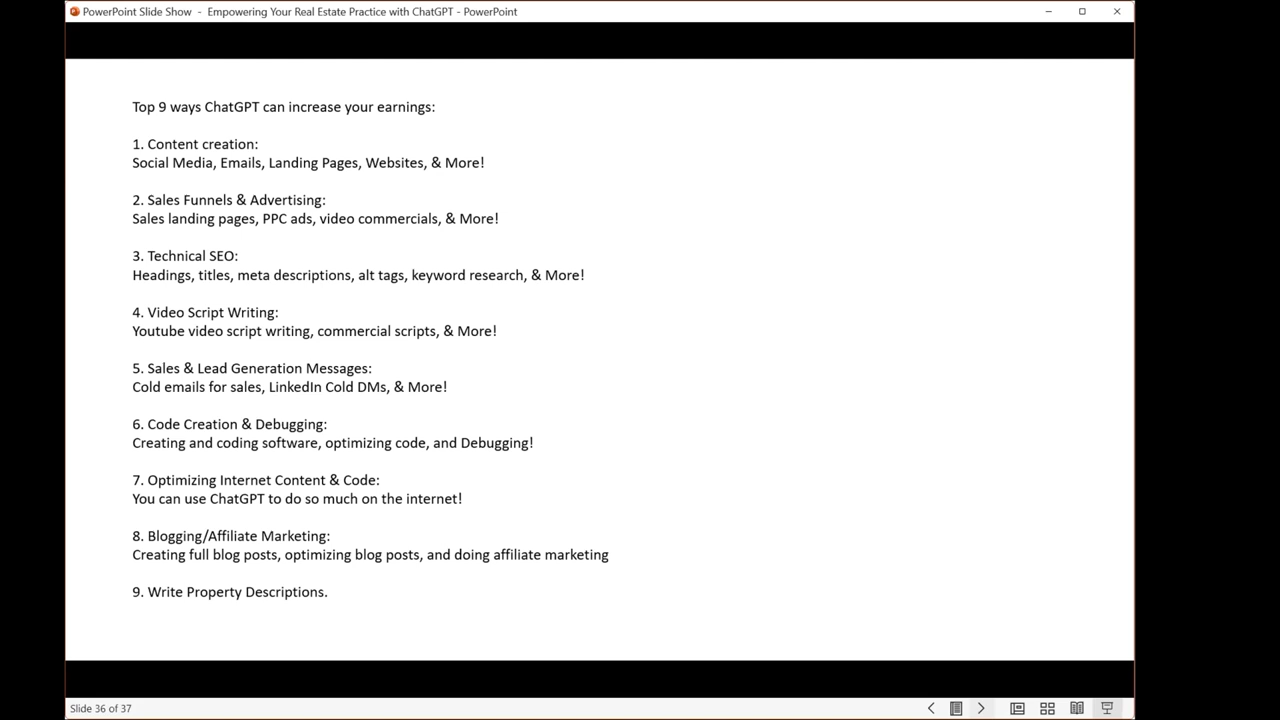 PowerPoint Slide Show - Empowering Your Real Estate Practice with ChatGPT - PowerPoint
Top 9 ways ChatGPT can increase your earnings:
1. Content creation:
Social Media, Emails, Landing Pages, Websites, & More!
2. Sales Funnels & Advertising:
Sales landing pages, PPC ads, video commercials, & More!
3. Technical SEO:
Headings, titles, meta descriptions, alt tags, keyword research, & More!
4. Video Script Writing:
Youtube video script writing, commercial scripts, & More!
5. Sales & Lead Generation Messages:
Cold emails for sales, LinkedIn Cold DMs, & More!
6. Code Creation & Debugging:
Creating and coding software, optimizing code, and Debugging!
7. Optimizing Internet Content & Code:
You can use ChatGPT to do so much on the internet!
8. Blogging/Affiliate Marketing:
Creating full blog posts, optimizing blog posts, and doing affiliate marketing
9. Write Property Descriptions.
Slide 36 of 37